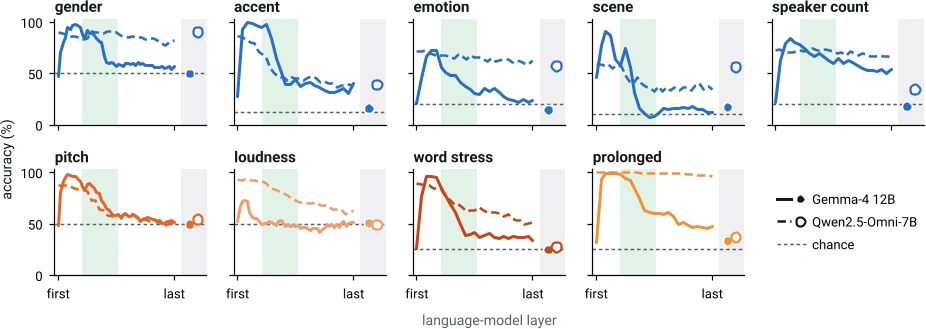 gender accent emotion scene speaker count
100
50
0
accuracy (%)
pitch loudness word stress prolonged
100
50
0
first last first last first last first last
Gemma-4 12B
Qwen2.5-Omni-7B
chance
language-model layer